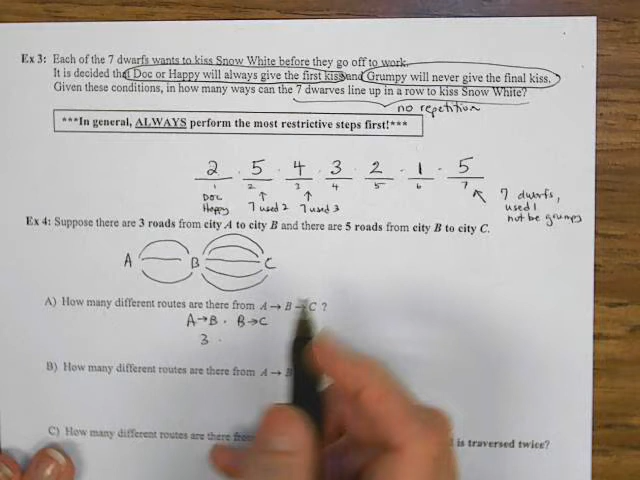 Ex 3: Each of the 7 dwarfs wants to kiss Snow White before they go off to work.
It is decided that Doc or Happy will always give the first kiss and Grumpy will never give the final kiss.
Given these conditions, in how many ways can the 7 dwarves line up in a row to kiss Snow White?
no repetition
***In general, ALWAYS perform the most restrictive steps first!***
2 · 5 · 4 · 3 · 2 · 1 · 5
1 2 3 4 5 6 7
Doc
Happy
7 used 2
7 used 3
7 dwarfs,
used 1
not be grumpy
Ex 4: Suppose there are 3 roads from city A to city B and there are 5 roads from city B to city C.
A B C
A) How many different routes are there from A → B → C ?
A→B · B→C
3 ·
B) How many different routes are there from A → B
C) How many different routes are there from
is traversed twice?